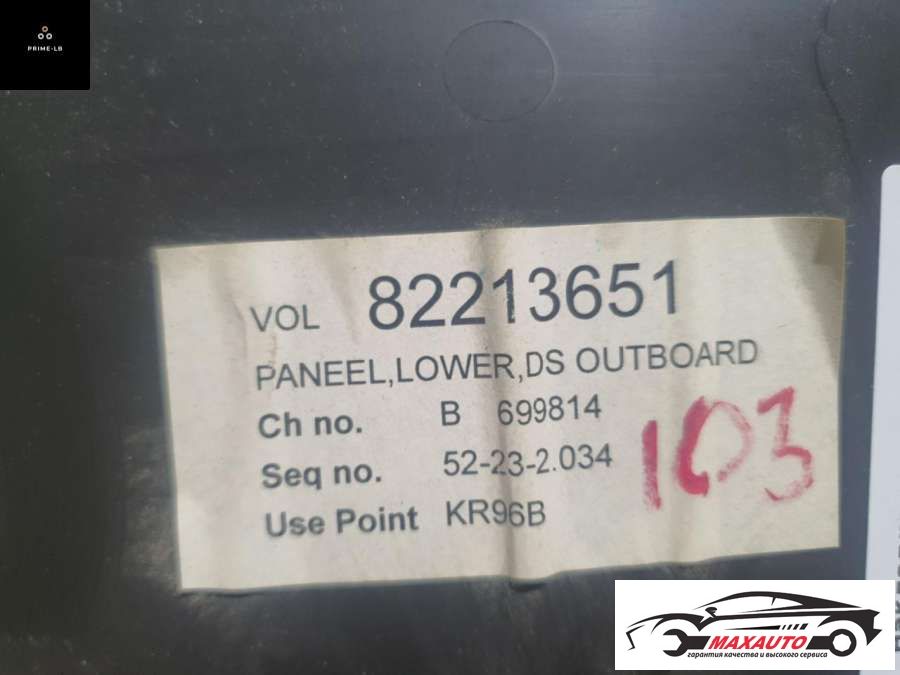 PRIME-LB
VOL 82213651
PANEEL,LOWER,DS OUTBOARD
Ch no. B 699814
Seq no. 52-23-2.034
Use Point KR96B
103
MAXAUTO
гарантия качества и высокого сервиса